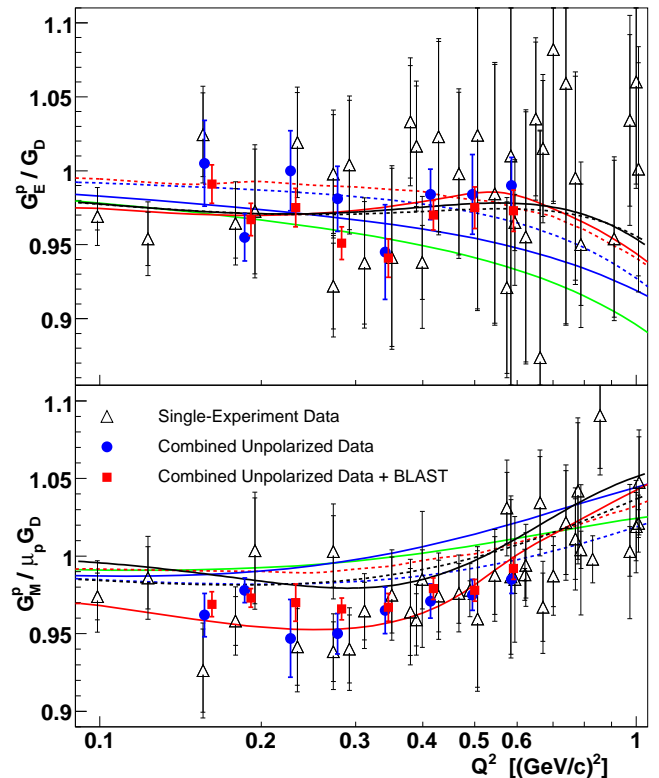 1.1
1.05
1
0.95
0.9
G_E^p / G_D
Single-Experiment Data
Combined Unpolarized Data
Combined Unpolarized Data + BLAST
1.1
1.05
1
0.95
0.9
G_M^p / μ_p G_D
0.1 0.2 0.3 0.4 0.5 0.6 1
Q^2 [(GeV/c)^2]